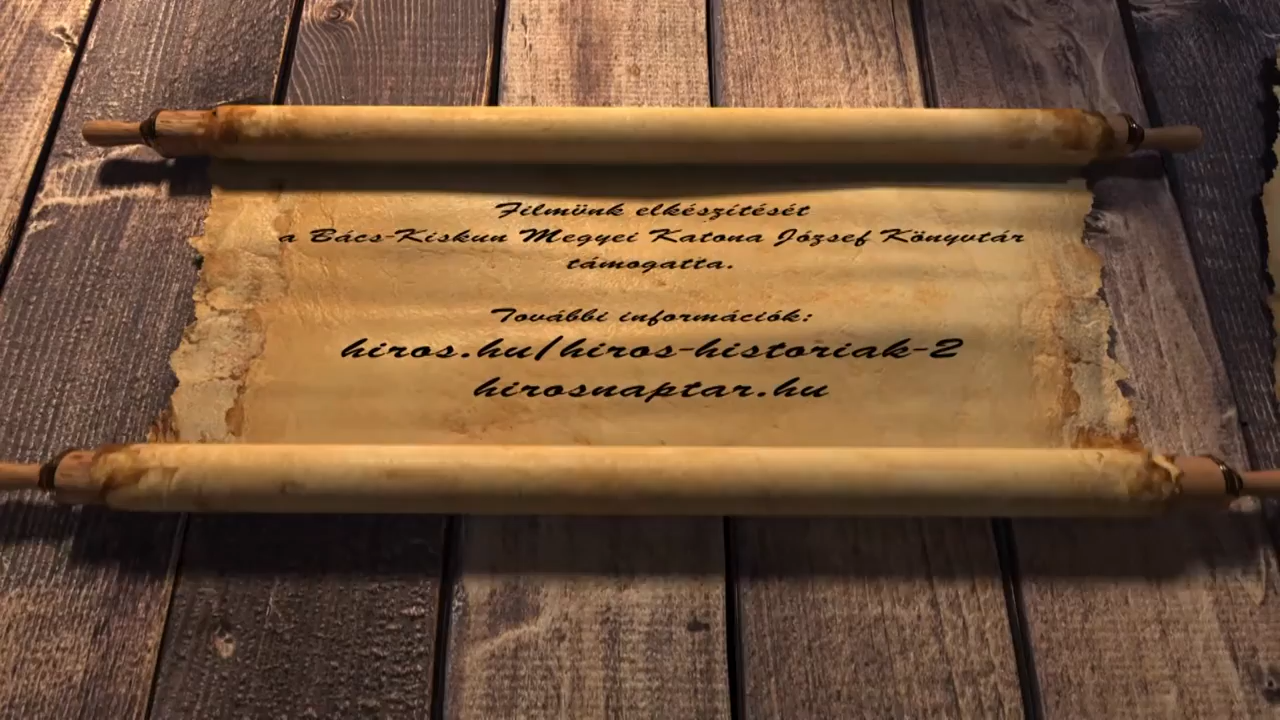 Filmünk elkészítését
a Bács-Kiskun Megyei Katona József Könyvtár
támogatta.
További információk:
hiros.hu/hiros-historiak-2
hirosnaptar.hu